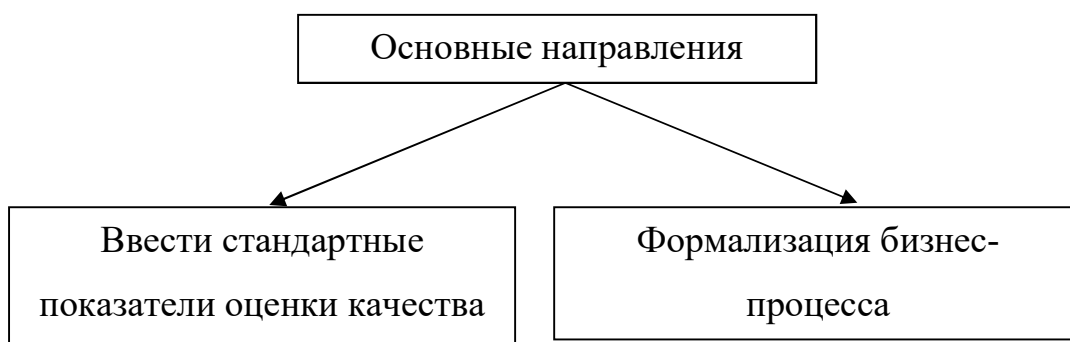 Основные направления
Ввести стандартные
показатели оценки качества
Формализация бизнес-
процесса